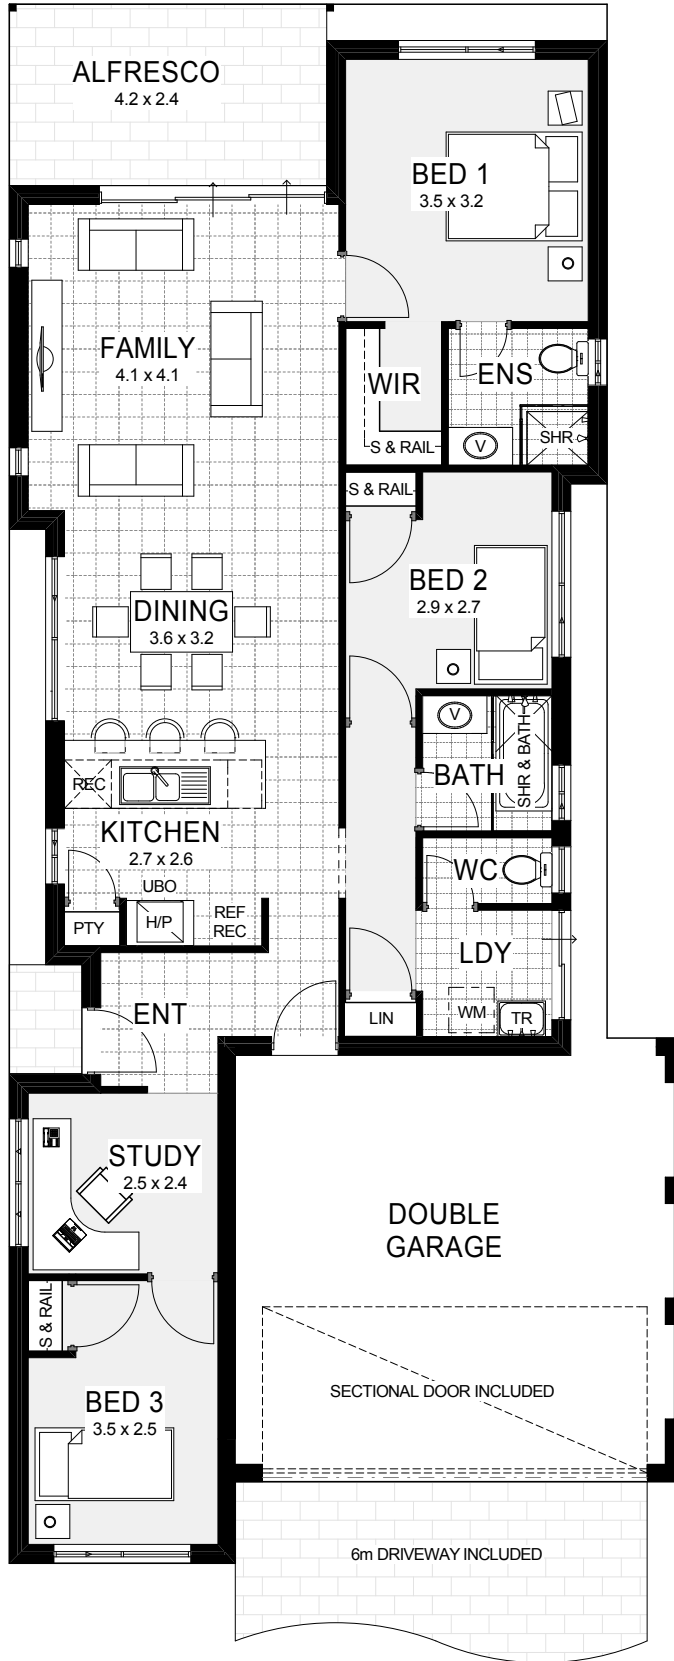 ALFRESCO
4.2 x 2.4
BED 1
3.5 x 3.2
FAMILY
4.1 x 4.1
WIR
ENS
S & RAIL
V
SHR
S & RAIL
BED 2
2.9 x 2.7
DINING
3.6 x 3.2
V
SHR & BATH
BATH
REC
KITCHEN
2.7 x 2.6
UBO
WC
PTY
H/P
REF
REC
LDY
ENT
LIN
WM
TR
STUDY
2.5 x 2.4
DOUBLE
GARAGE
S & RAIL
SECTIONAL DOOR INCLUDED
BED 3
3.5 x 2.5
6m DRIVEWAY INCLUDED